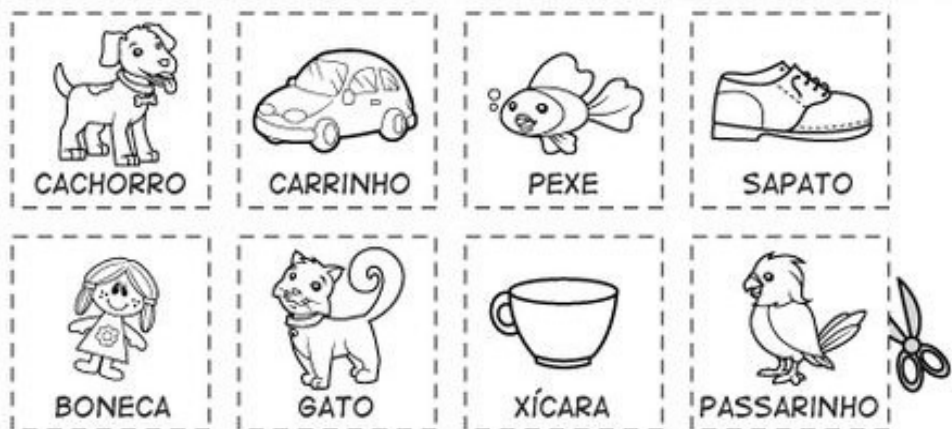 CACHORRO CARRINHO PEXE SAPATO
BONECA GATO XÍCARA PASSARINHO